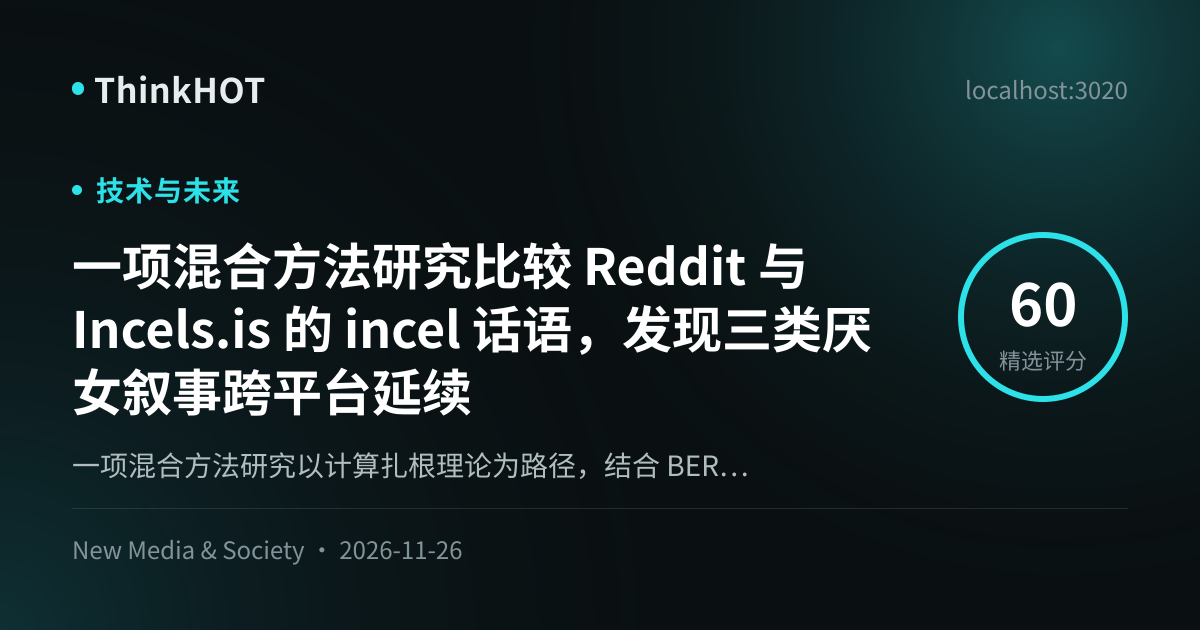 ThinkHOT
localhost:3020
技术与未来
一项混合方法研究比较 Reddit 与
Incels.is 的 incel 话语，发现三类厌
女叙事跨平台延续
60
精选评分
一项混合方法研究以计算扎根理论为路径，结合 BER…
New Media & Society · 2026-11-26